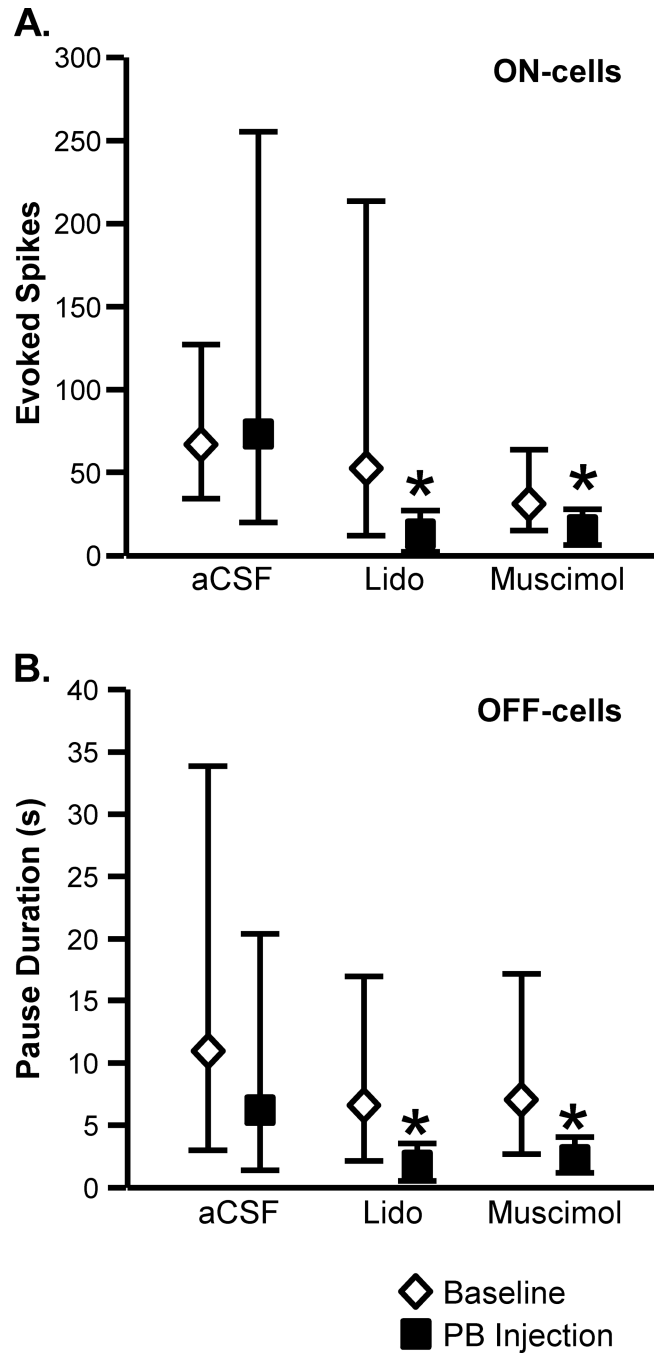 A.
ON-cells
Evoked Spikes
300
250
200
150
100
50
0
*
*
aCSF
Lido
Muscimol
B.
OFF-cells
Pause Duration (s)
40
35
30
25
20
15
10
5
0
*
*
aCSF
Lido
Muscimol
Baseline
PB Injection